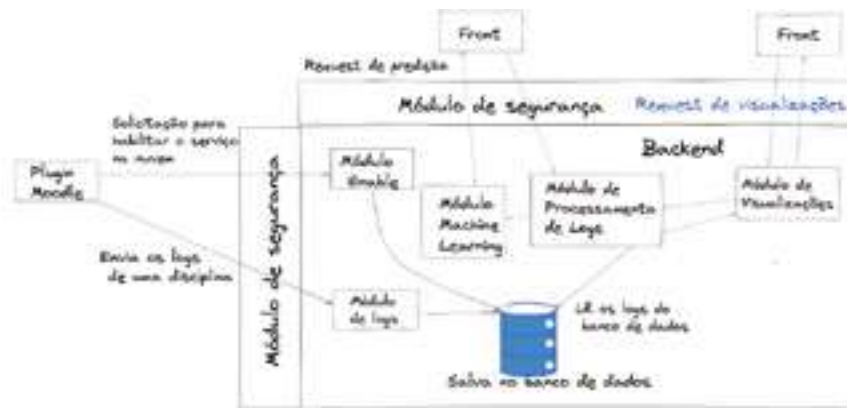 Front
Front
Request de predição
Módulo de segurança
Request de visualizações
Solicitação para
habilitar o serviço
na nuvem
Backend
Plugin
Moodle
Módulo
Enable
Módulo
Machine
Learning
Módulo de
Processamento
de Logs
Módulo de
Visualizações
Módulo de segurança
Envia os logs
de uma disciplina
Módulo
de logs
Lê os logs do
banco de dados
Salva no banco de dados